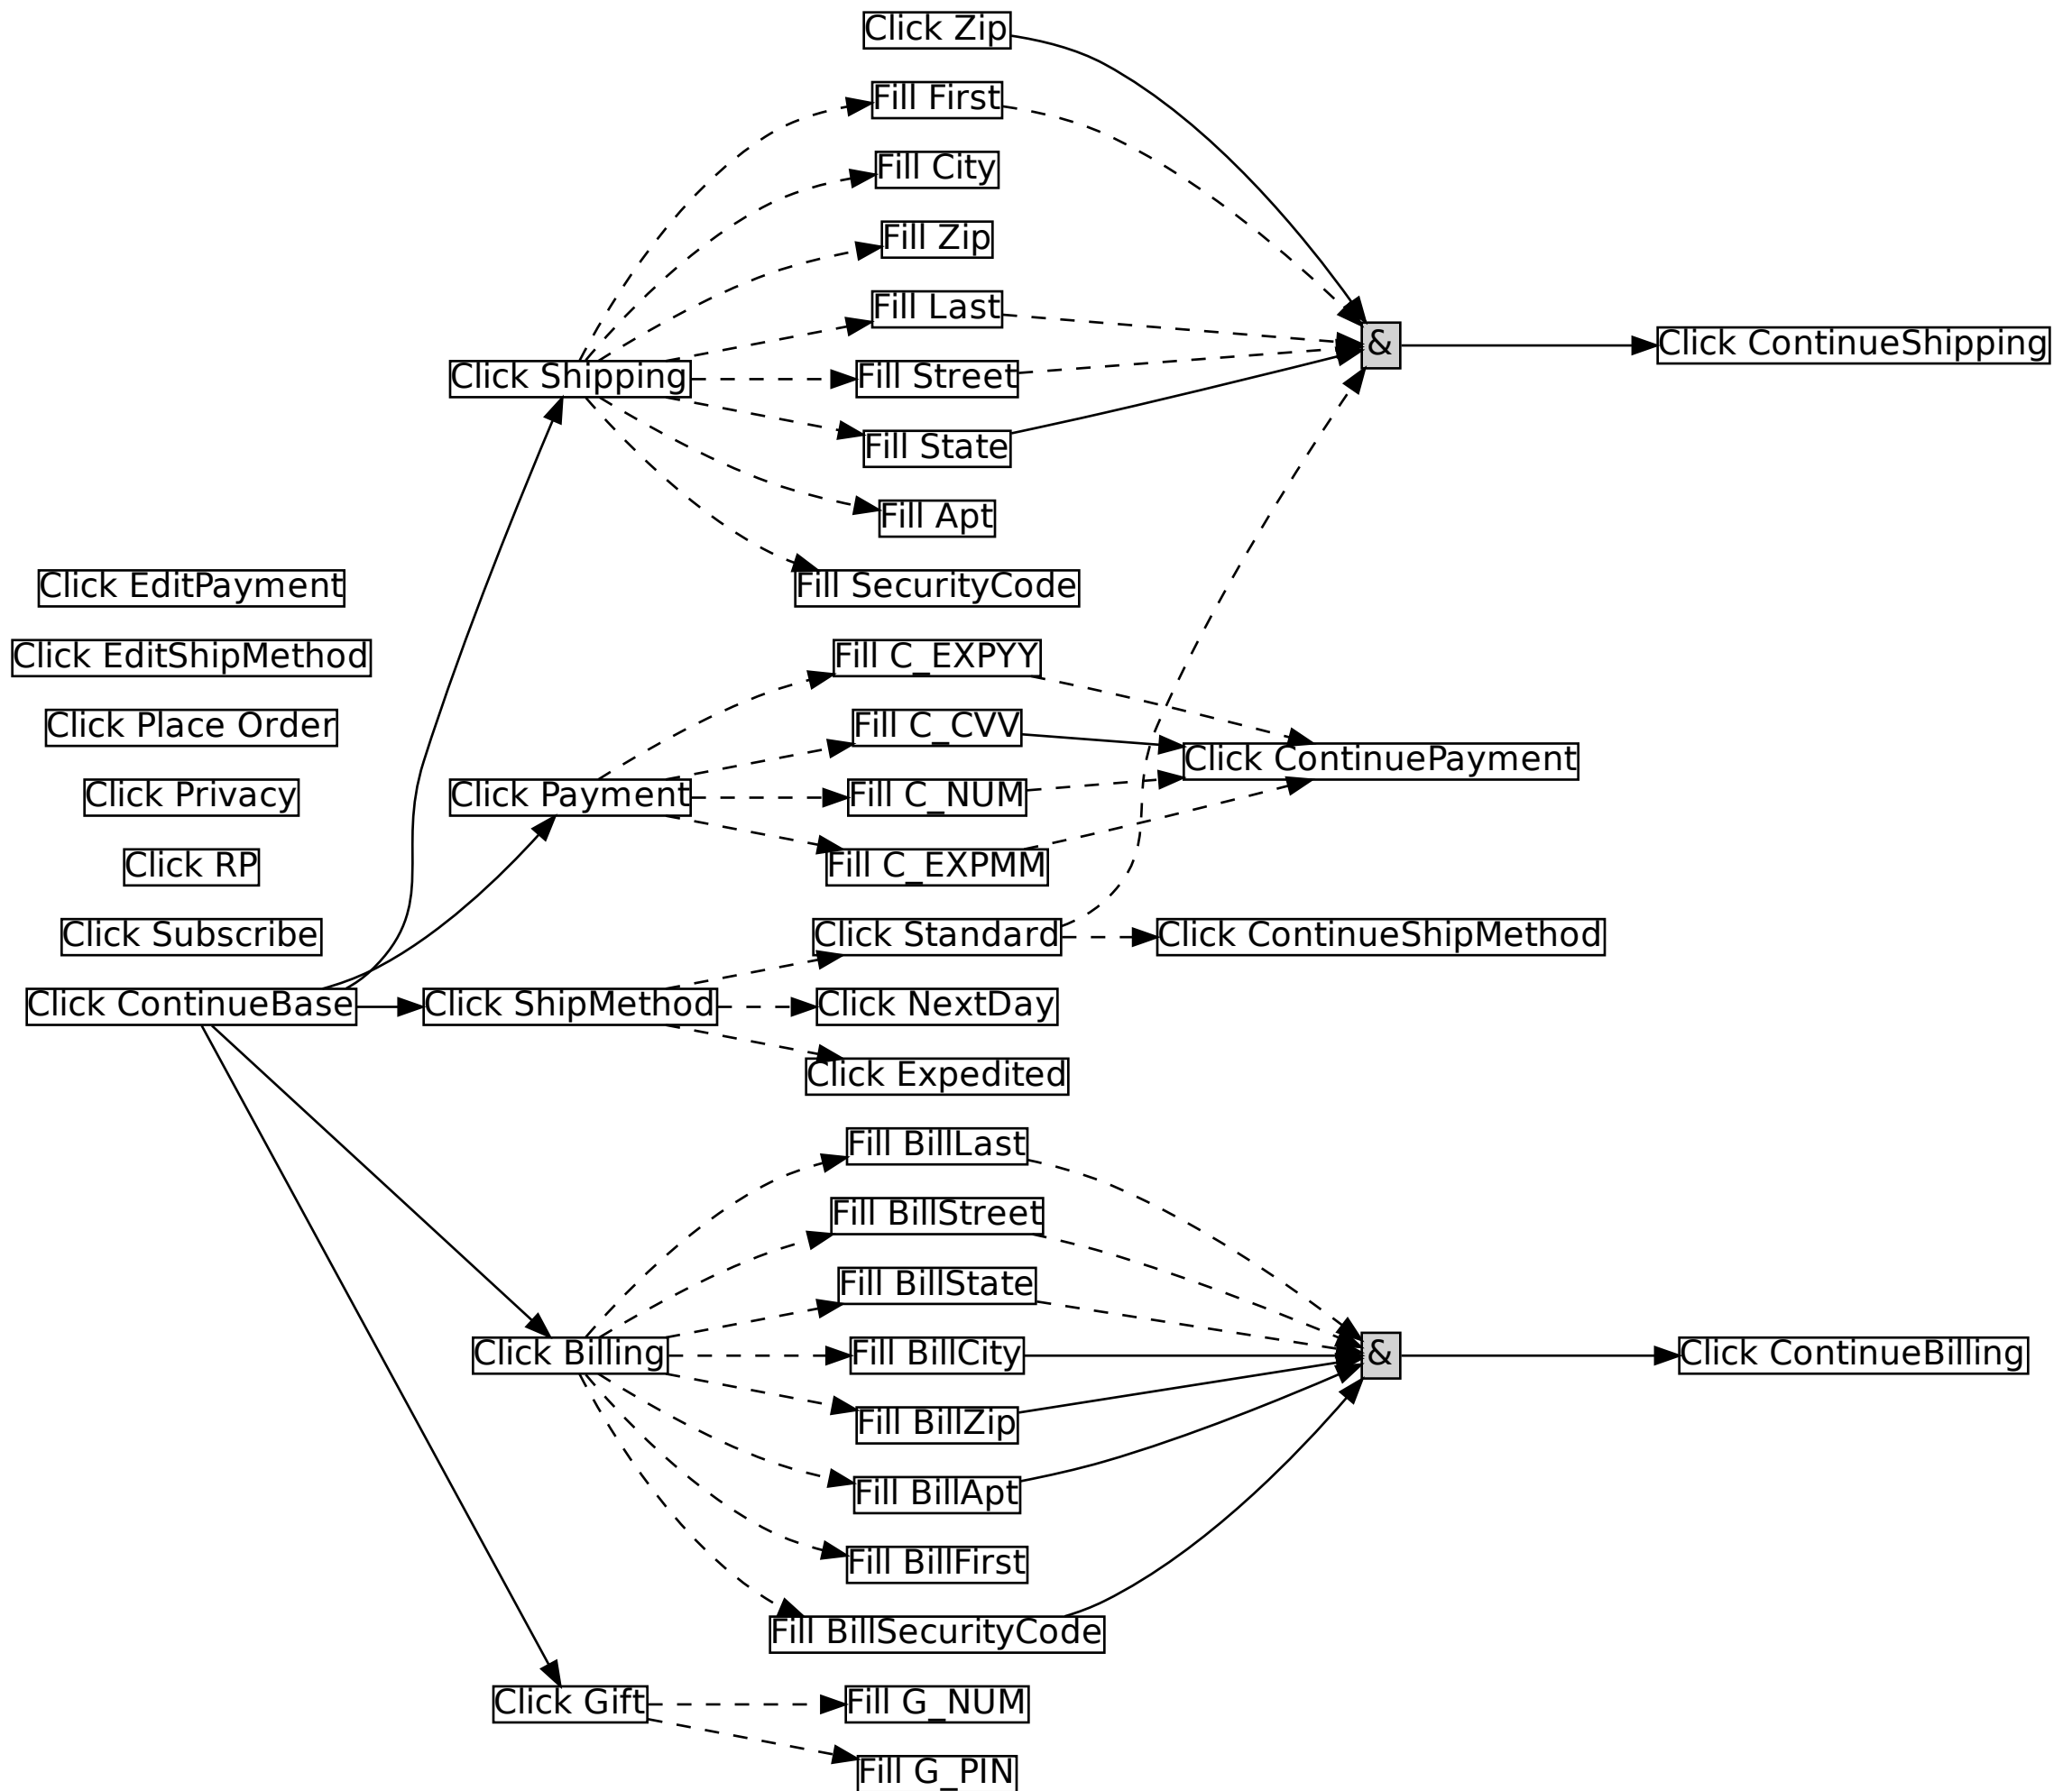 Click Zip
Fill First
Fill City
Fill Zip
Fill Last
&
Click ContinueShipping
Click Shipping
Fill Street
Fill State
Fill Apt
Click EditPayment
Fill SecurityCode
Click EditShipMethod
Fill C_EXPYY
Click Place Order
Fill C_CVV
Click ContinuePayment
Click Privacy
Click Payment
Fill C_NUM
Click RP
Fill C_EXPMM
Click Subscribe
Click Standard
Click ContinueShipMethod
Click ContinueBase
Click ShipMethod
Click NextDay
Click Expedited
Fill BillLast
Fill BillStreet
Fill BillState
Click Billing
Fill BillCity
&
Click ContinueBilling
Fill BillZip
Fill BillApt
Fill BillFirst
Fill BillSecurityCode
Click Gift
Fill G_NUM
Fill G_PIN